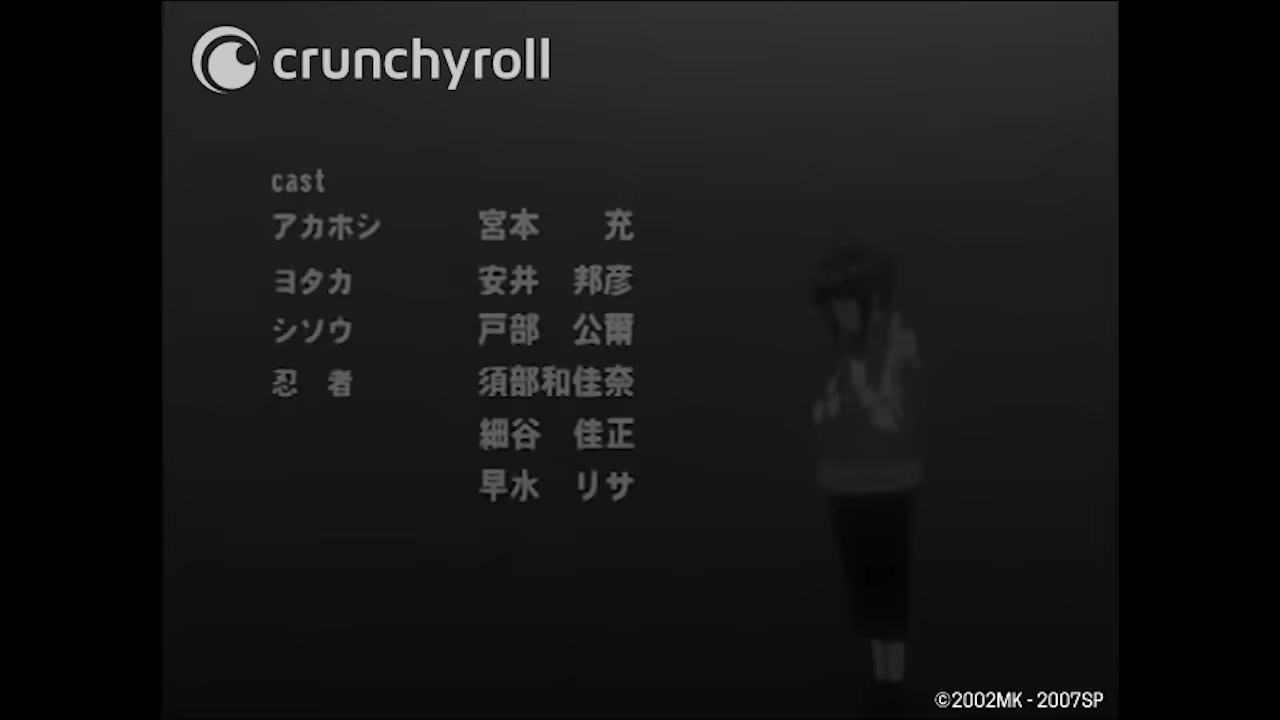 crunchyroll
cast
アカホシ 宮本 充
ヨタカ 安井 邦彦
シソウ 戸部 公爾
忍 者 須部和佳奈
細谷 佳正
早水 リサ
©2002MK - 2007SP